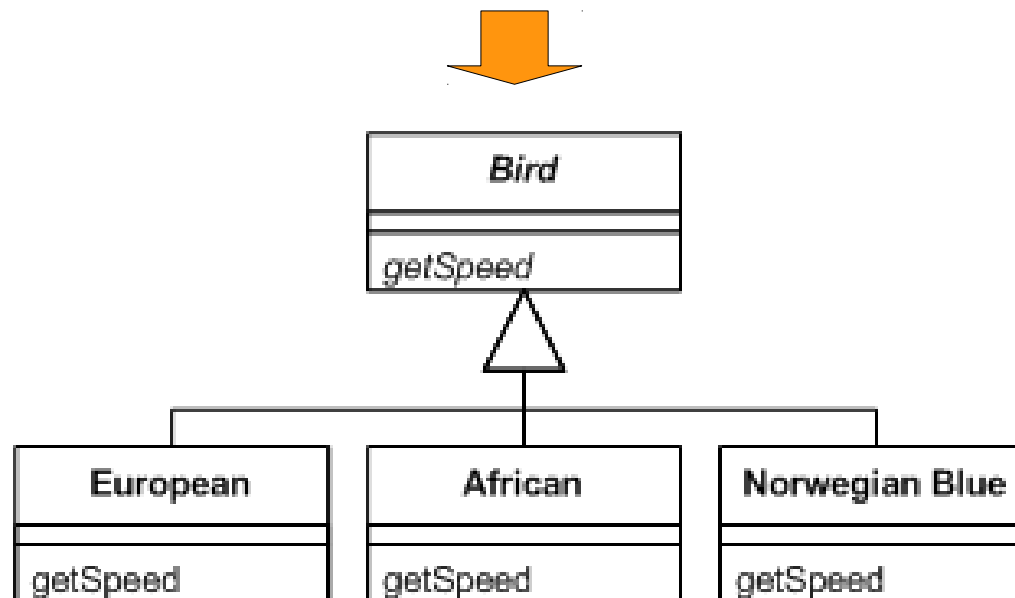 Bird
getSpeed
European
African
Norwegian Blue
getSpeed
getSpeed
getSpeed